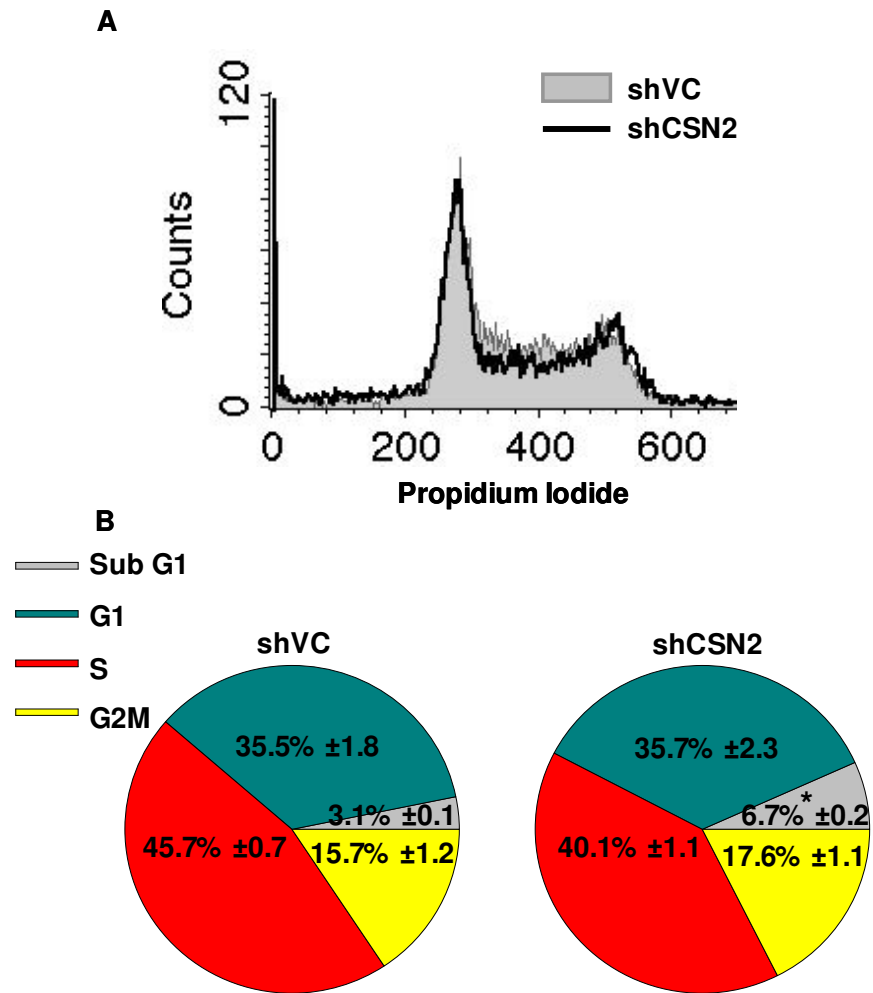 A
shVC
shCSN2
120
0
Counts
0 200 400 600
Propidium Iodide
B
Sub G1
G1
S
G2M
shVC
35.5% ±1.8
3.1% ±0.1
45.7% ±0.7
15.7% ±1.2
shCSN2
35.7% ±2.3
6.7%* ±0.2
40.1% ±1.1
17.6% ±1.1